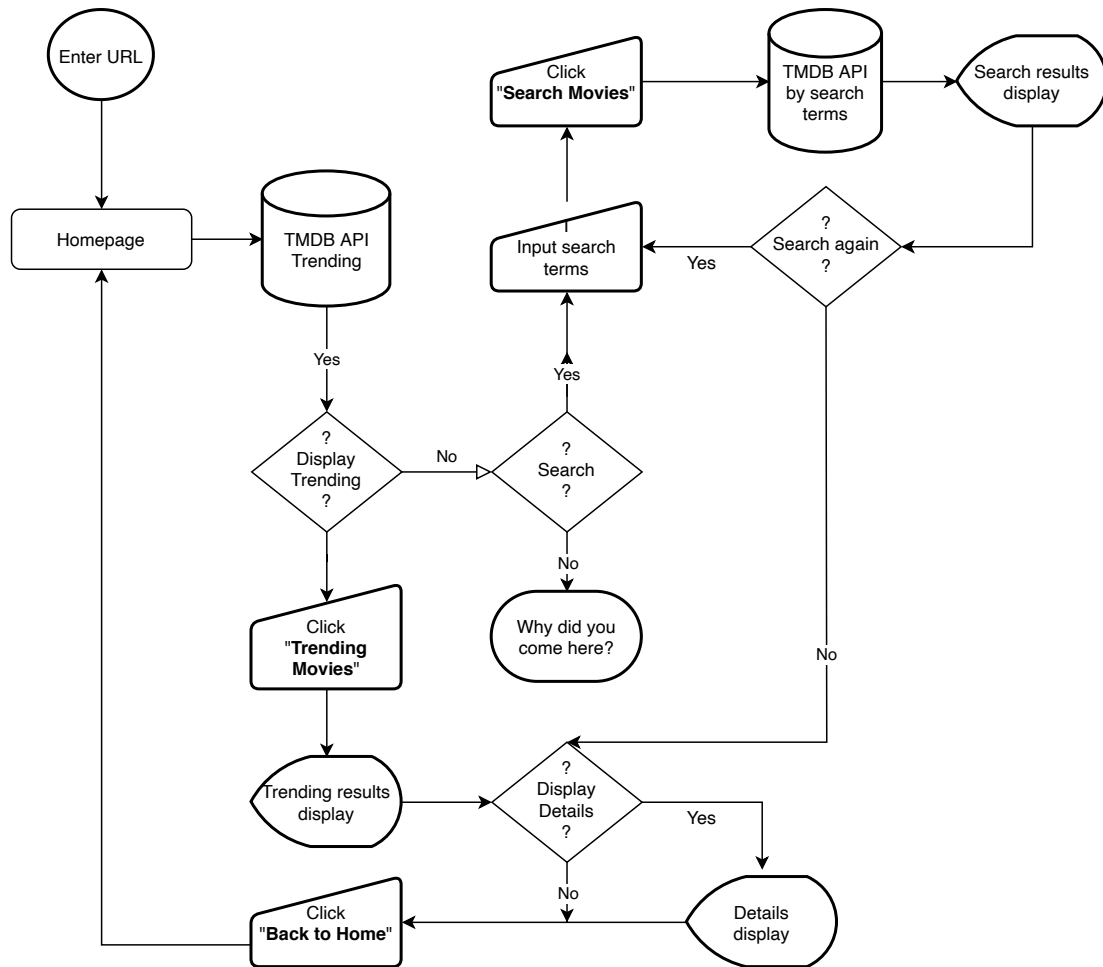 Enter URL
Click
"Search Movies"
TMDB API
by search
terms
Search results
display
Homepage
TMDB API
Trending
Input search
terms
Yes
?
Search again
?
Yes
Yes
?
Display
Trending
?
No
?
Search
?
No
Click
"Trending
Movies"
Why did you
come here?
No
Trending results
display
?
Display
Details
?
Yes
No
Click
"Back to Home"
Details
display